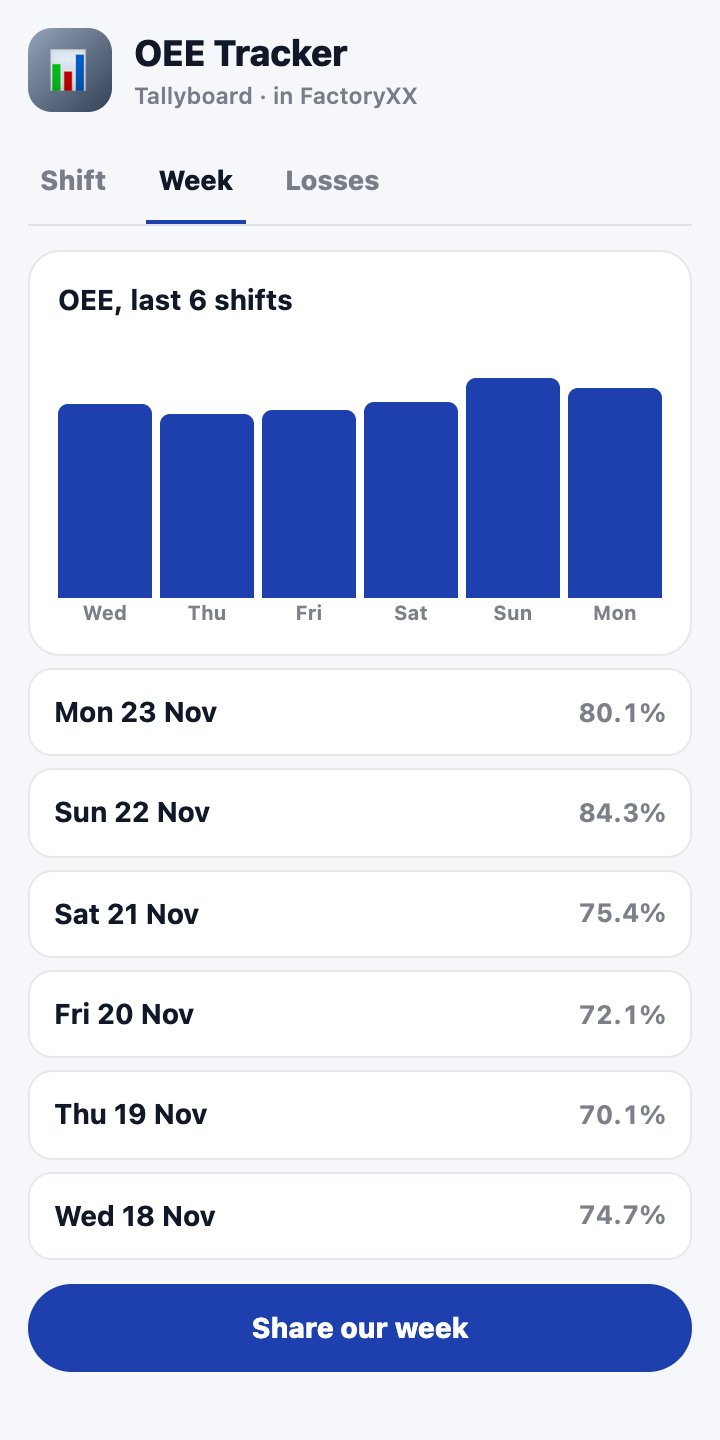 OEE Tracker
Tallyboard · in FactoryXX
Shift Week Losses
OEE, last 6 shifts
Wed Thu Fri Sat Sun Mon
Mon 23 Nov 80.1%
Sun 22 Nov 84.3%
Sat 21 Nov 75.4%
Fri 20 Nov 72.1%
Thu 19 Nov 70.1%
Wed 18 Nov 74.7%
Share our week